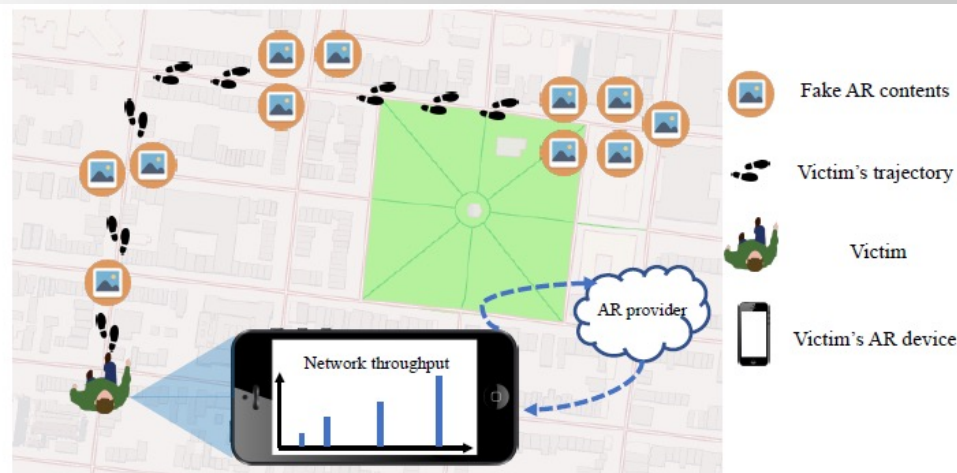 Fake AR contents
Victim's trajectory
Victim
AR provider
Victim's AR device
Network throughput